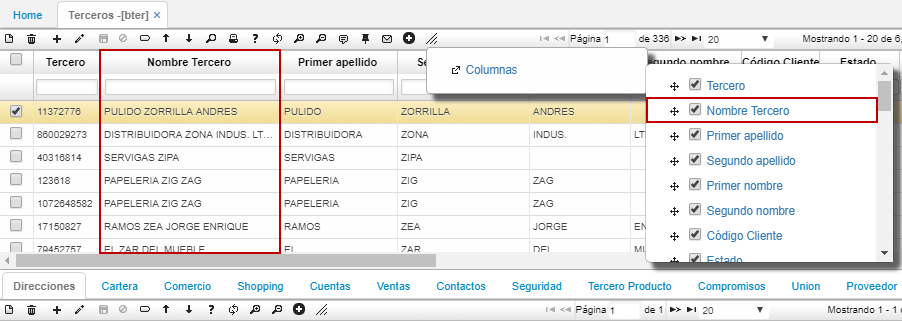 Home Terceros -[bter] ×
Página 1 de 336 20 Mostrando 1 - 20 de 6,
Tercero Nombre Tercero Primer apellido Código Cliente Estado
Columnas
Tercero
Nombre Tercero
Primer apellido
Segundo apellido
Primer nombre
Segundo nombre
Código Cliente
Estado
11372776 PULIDO ZORRILLA ANDRES PULIDO ZORRILLA ANDRES
860029273 DISTRIBUIDORA ZONA INDUS. LT... DISTRIBUIDORA ZONA INDUS. LT
40316814 SERVIGAS ZIPA SERVIGAS ZIPA
123618 PAPELERIA ZIG ZAG PAPELERIA ZIG ZAG
1072648582 PAPELERIA ZIG ZAG PAPELERIA ZIG ZAG
17150827 RAMOS ZEA JORGE ENRIQUE RAMOS ZEA JORGE EN
79452757 EL ZAR DEL MUEBLE EL ZAR DEL MU
Direcciones Cartera Comercio Shopping Cuentas Ventas Contactos Seguridad Tercero Producto Compromisos Union Proveedor
Página 1 de 1 20 Mostrando 1 - 1